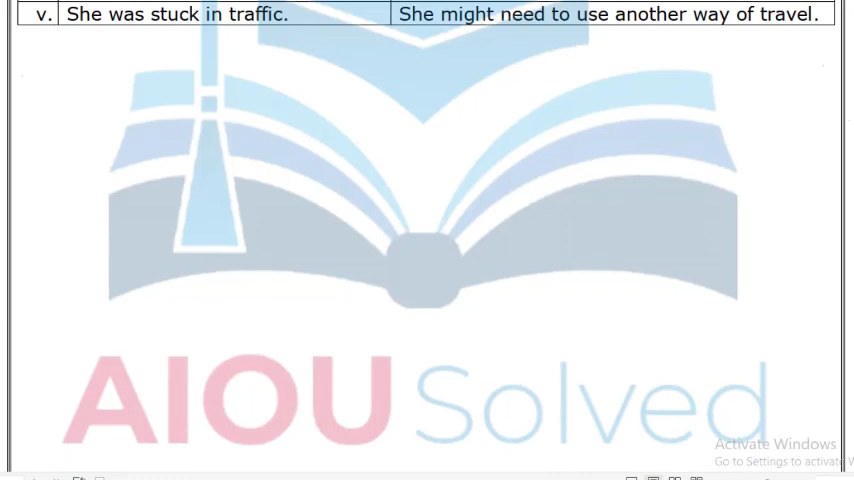 v. She was stuck in traffic. She might need to use another way of travel.
AIOU Solved
Activate Windows
Go to Settings to activate W